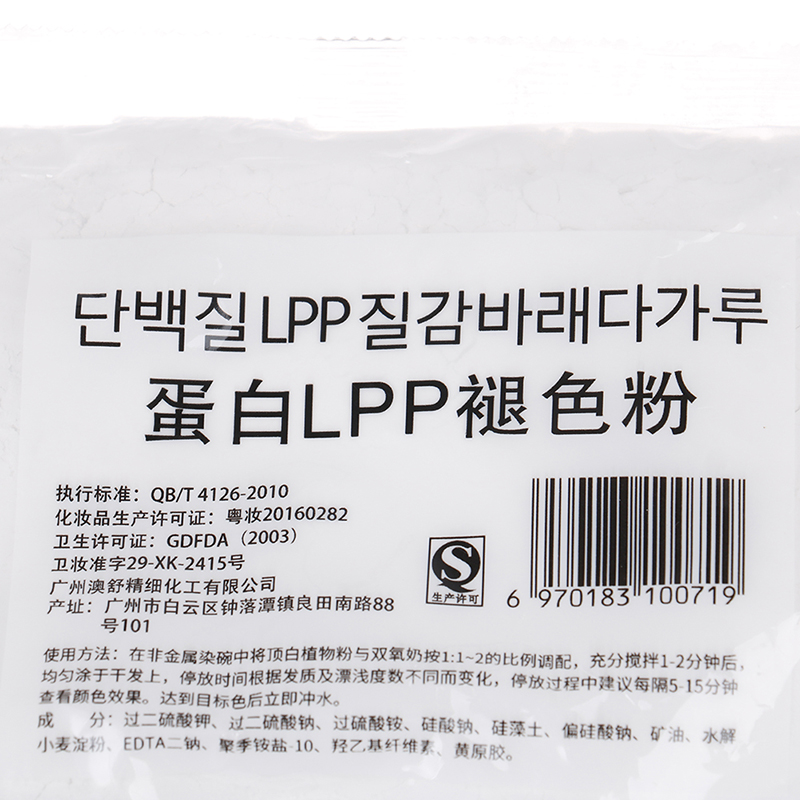 단백질LPP질감바래다가루
蛋白LPP褪色粉
执行标准：QB/T 4126-2010
化妆品生产许可证：粤妆20160282
卫生许可证：GDFDA（2003）
卫妆准字29-XK-2415号
广州澳舒精细化工有限公司
产址：广州市白云区钟落潭镇良田南路88
号101
生产许可
6 970183 100719
使用方法：在非金属染碗中将顶白植物粉与双氧奶按1:1~2的比例调配，充分搅拌1-2分钟后，
均匀涂于干发上，停放时间根据发质及漂浅度数不同而变化，停放过程中建议每隔5-15分钟
查看颜色效果。达到目标色后立即冲水。
成 分：过二硫酸钾、过二硫酸钠、过硫酸铵、硅酸钠、硅藻土、偏硅酸钠、矿油、水解
小麦淀粉、EDTA二钠、聚季铵盐-10、羟乙基纤维素、黄原胶。